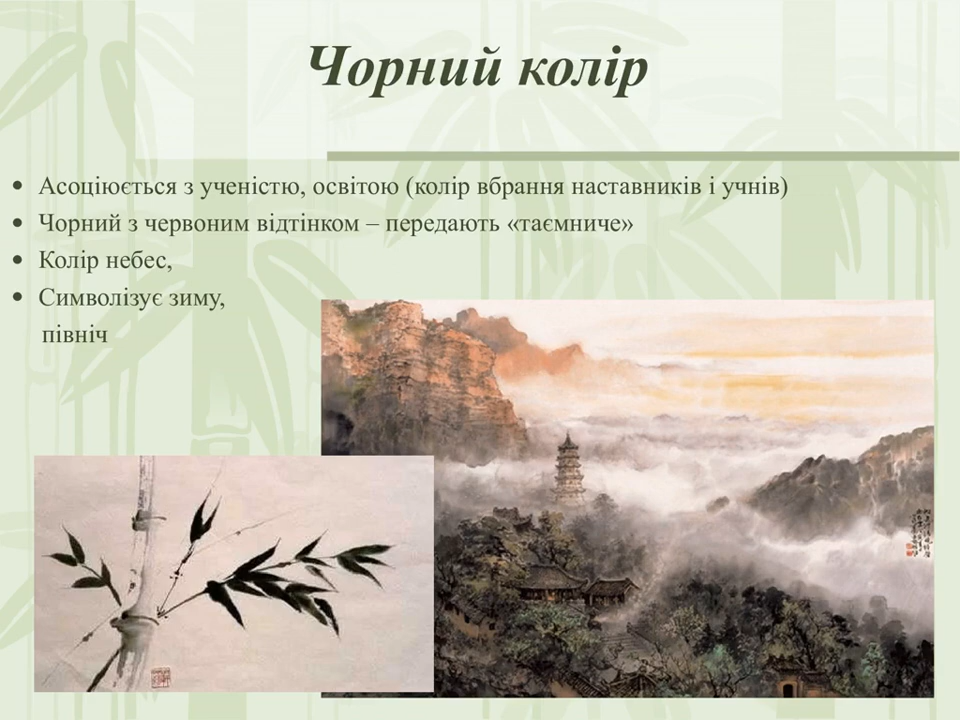 Чорний колір
Асоціюється з ученістю, освітою (колір вбрання наставників і учнів)
Чорний з червоним відтінком – передають «таємниче»
Колір небес,
Символізує зиму,
північ